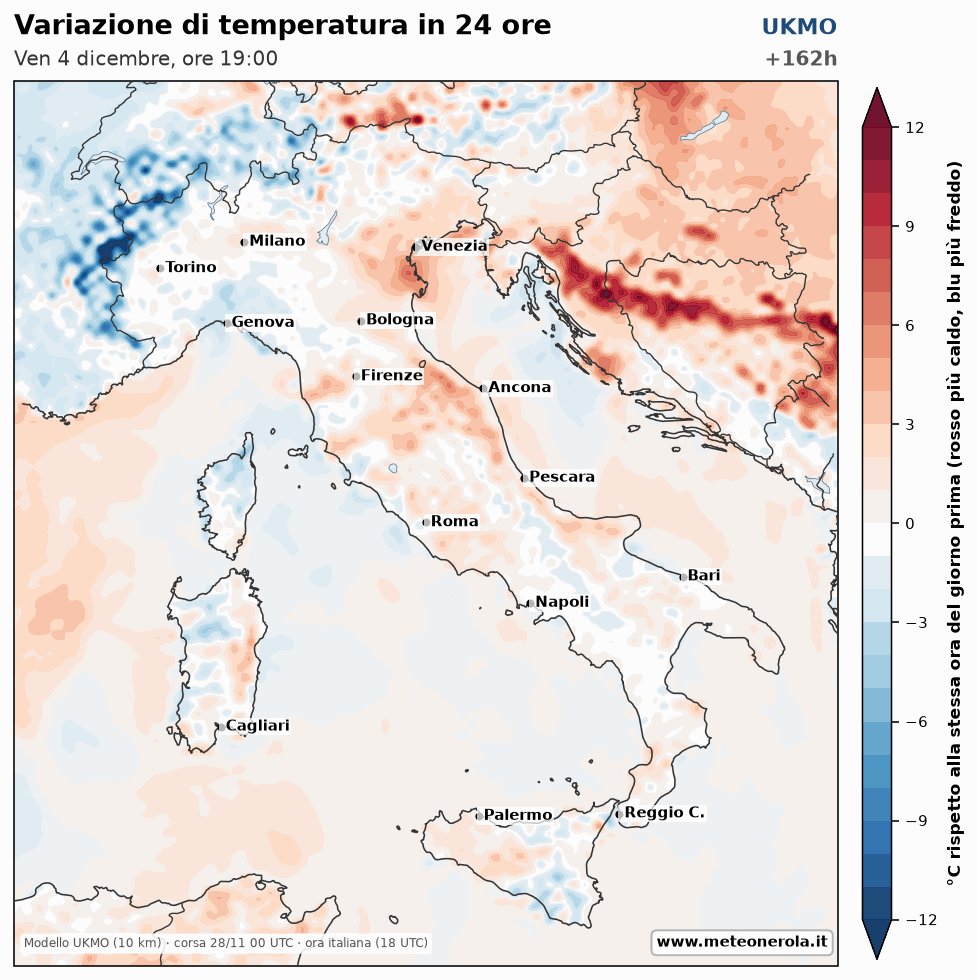 Variazione di temperatura in 24 ore
UKMO
Ven 4 dicembre, ore 19:00
+162h
Milano
Venezia
Torino
Genova
Bologna
Firenze
Ancona
Pescara
Roma
Bari
Napoli
Cagliari
Palermo
Reggio C.
Modello UKMO (10 km) · corsa 28/11 00 UTC · ora italiana (18 UTC)
www.meteonerola.it
12
9
6
3
0
−3
−6
−9
−12
°C rispetto alla stessa ora del giorno prima (rosso più caldo, blu più freddo)